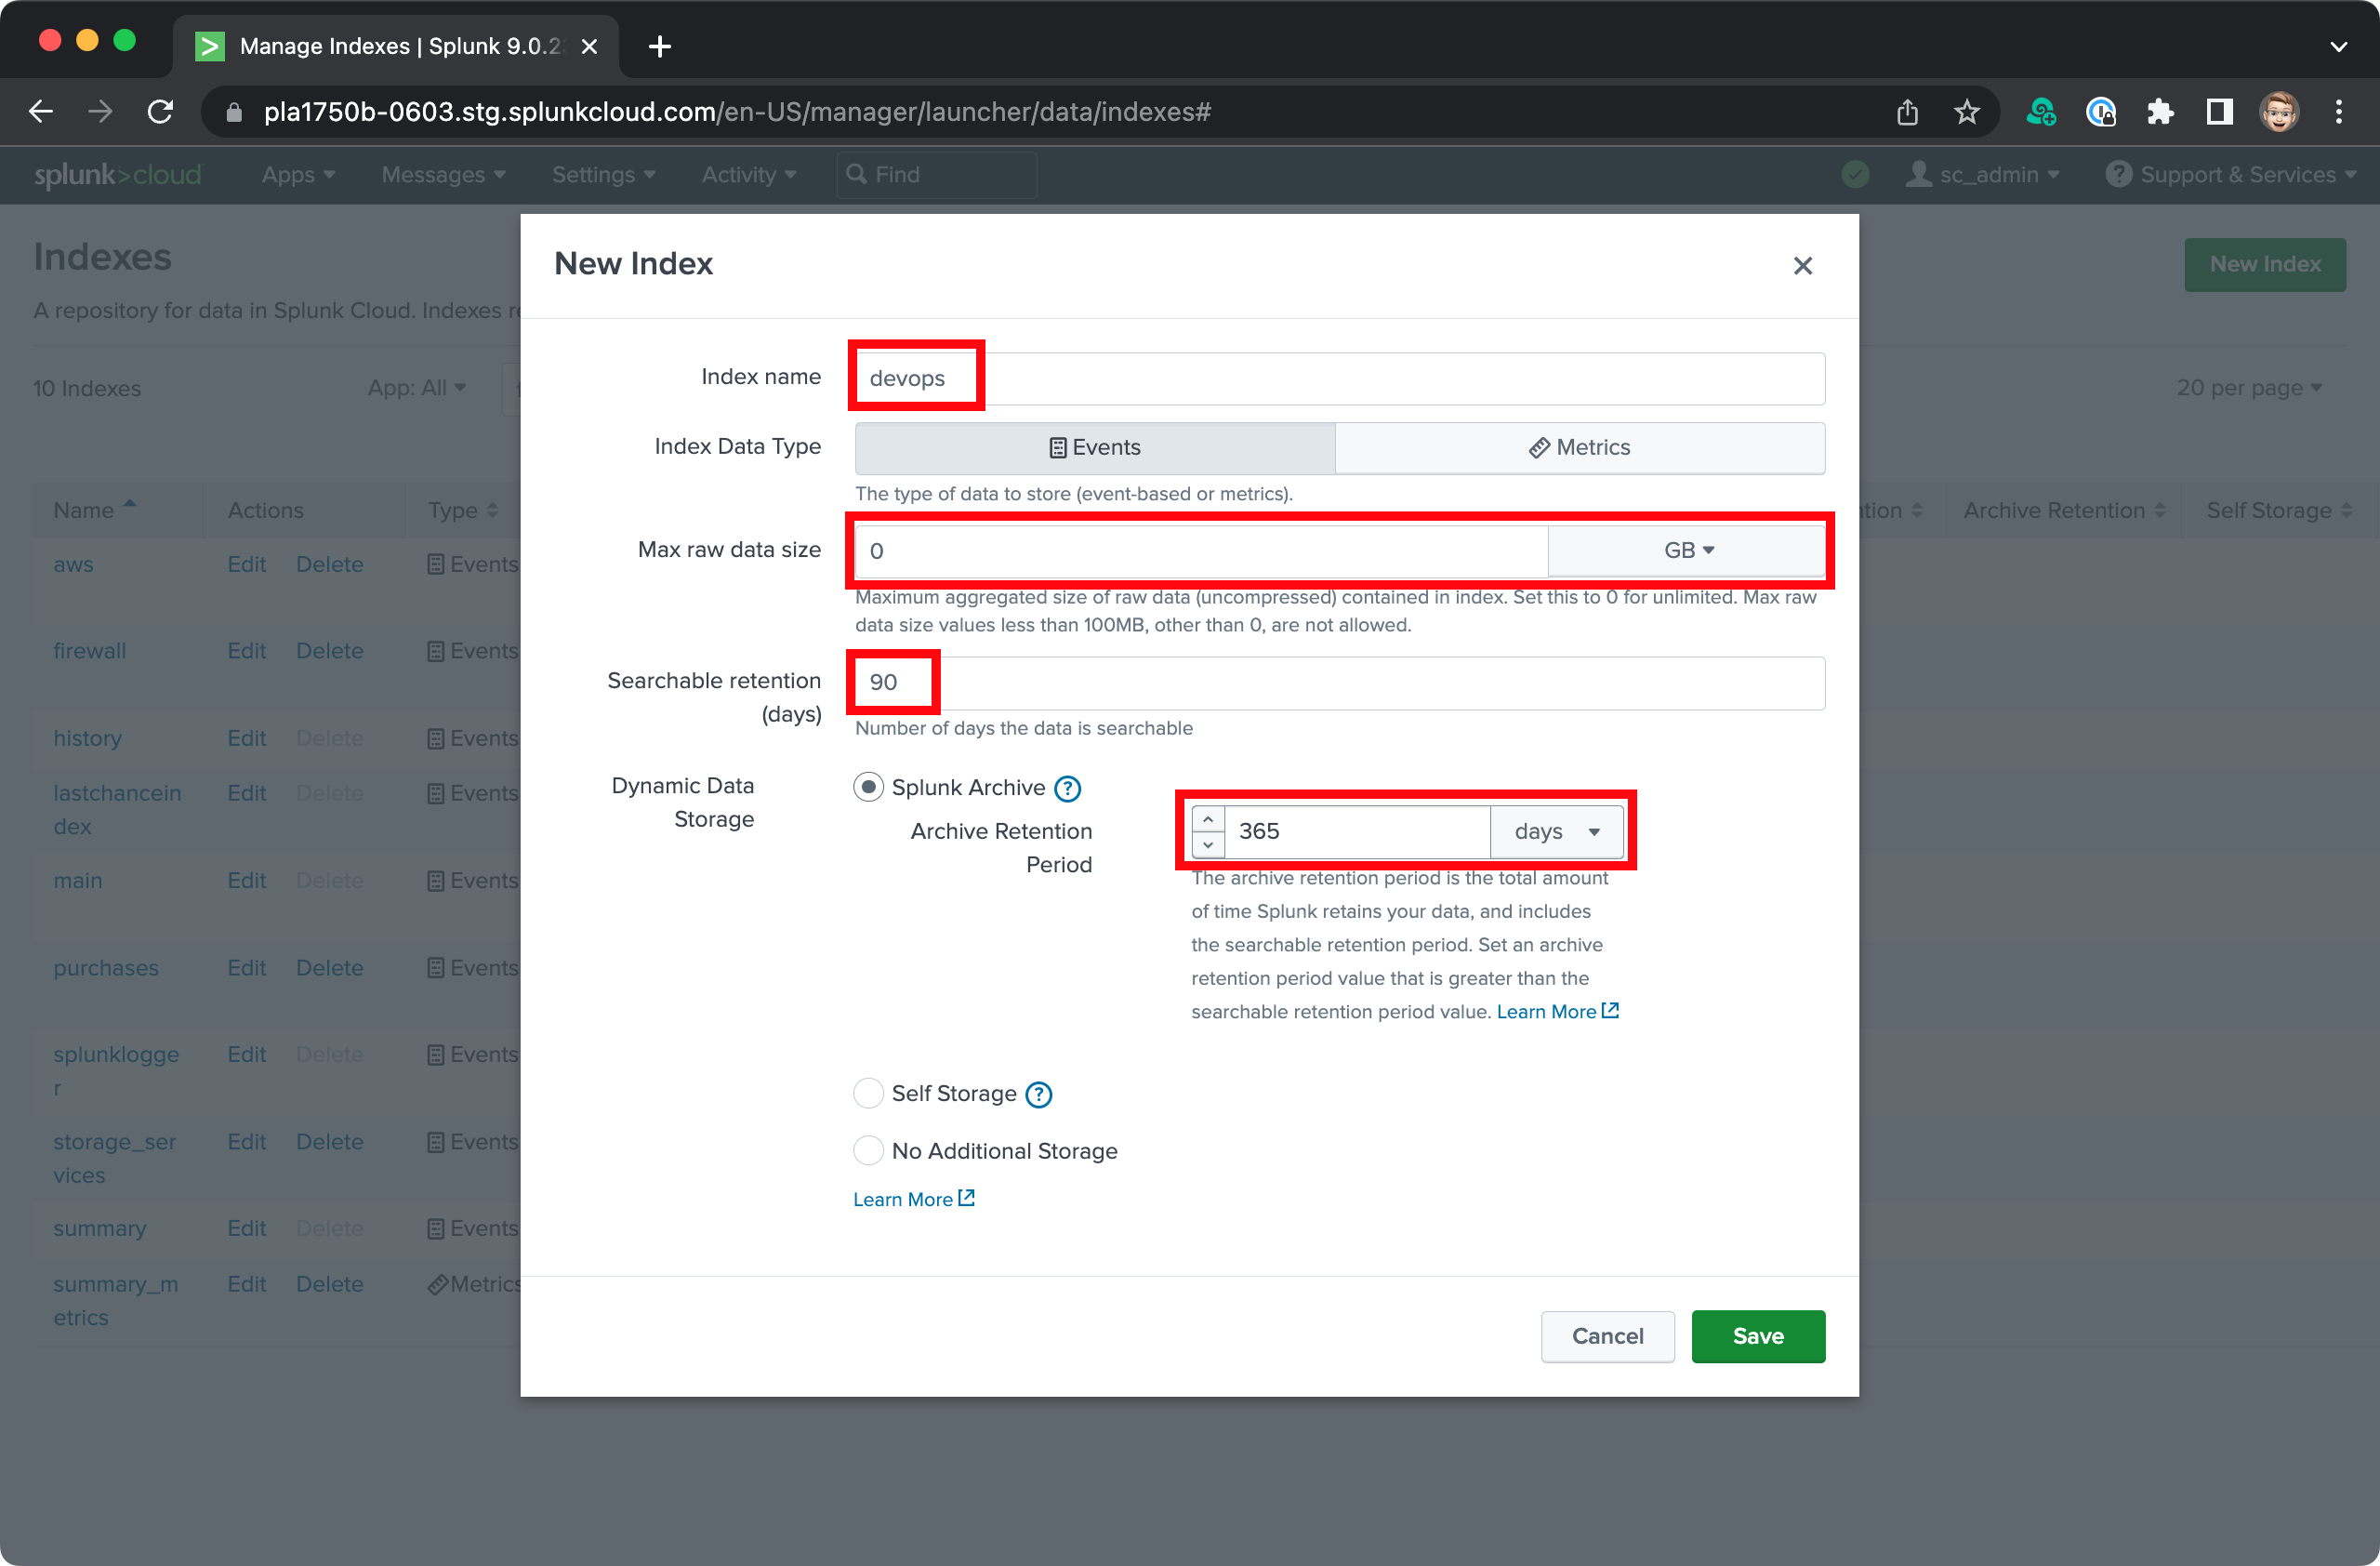 Manage Indexes | Splunk 9.0.2
pla1750b-0603.stg.splunkcloud.com/en-US/manager/launcher/data/indexes#
splunk>cloud Apps Messages Settings Activity Find sc_admin Support & Services
Indexes
New Index
A repository for data in Splunk Cloud. Indexes
10 Indexes App: All 20 per page
Name Actions Type Archive Retention Self Storage
aws Edit Delete Events
firewall Edit Delete Events
history Edit Delete Events
lastchancein Edit Delete Events
dex
main Edit Delete Events
purchases Edit Delete Events
splunklogge Edit Delete Events
r
storage_ser Edit Delete Events
vices
summary Edit Delete Events
summary_m Edit Delete Metrics
etrics
New Index
Index name devops
Index Data Type Events Metrics
The type of data to store (event-based or metrics).
Max raw data size 0 GB
Maximum aggregated size of raw data (uncompressed) contained in index. Set this to 0 for unlimited. Max raw
data size values less than 100MB, other than 0, are not allowed.
Searchable retention 90
(days)
Number of days the data is searchable
Dynamic Data Splunk Archive ?
Storage
Archive Retention 365 days
Period
The archive retention period is the total amount
of time Splunk retains your data, and includes
the searchable retention period. Set an archive
retention period value that is greater than the
searchable retention period value. Learn More
Self Storage ?
No Additional Storage
Learn More
Cancel Save